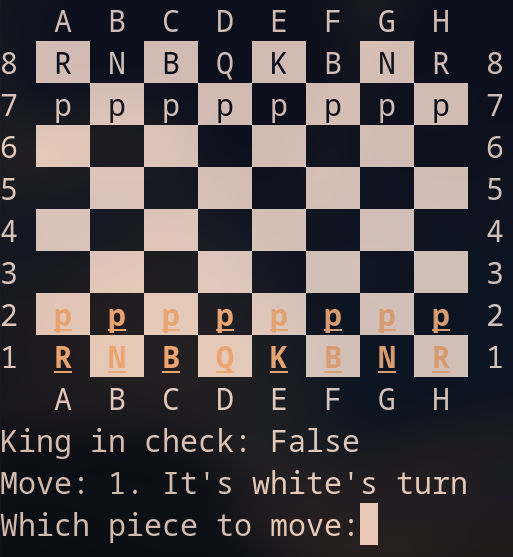 A B C D E F G H
8 R N B Q K B N R 8
7 p p p p p p p p 7
6 6
5 5
4 4
3 3
2 p p p p p p p p 2
1 R N B Q K B N R 1
A B C D E F G H
King in check: False
Move: 1. It's white's turn
Which piece to move: